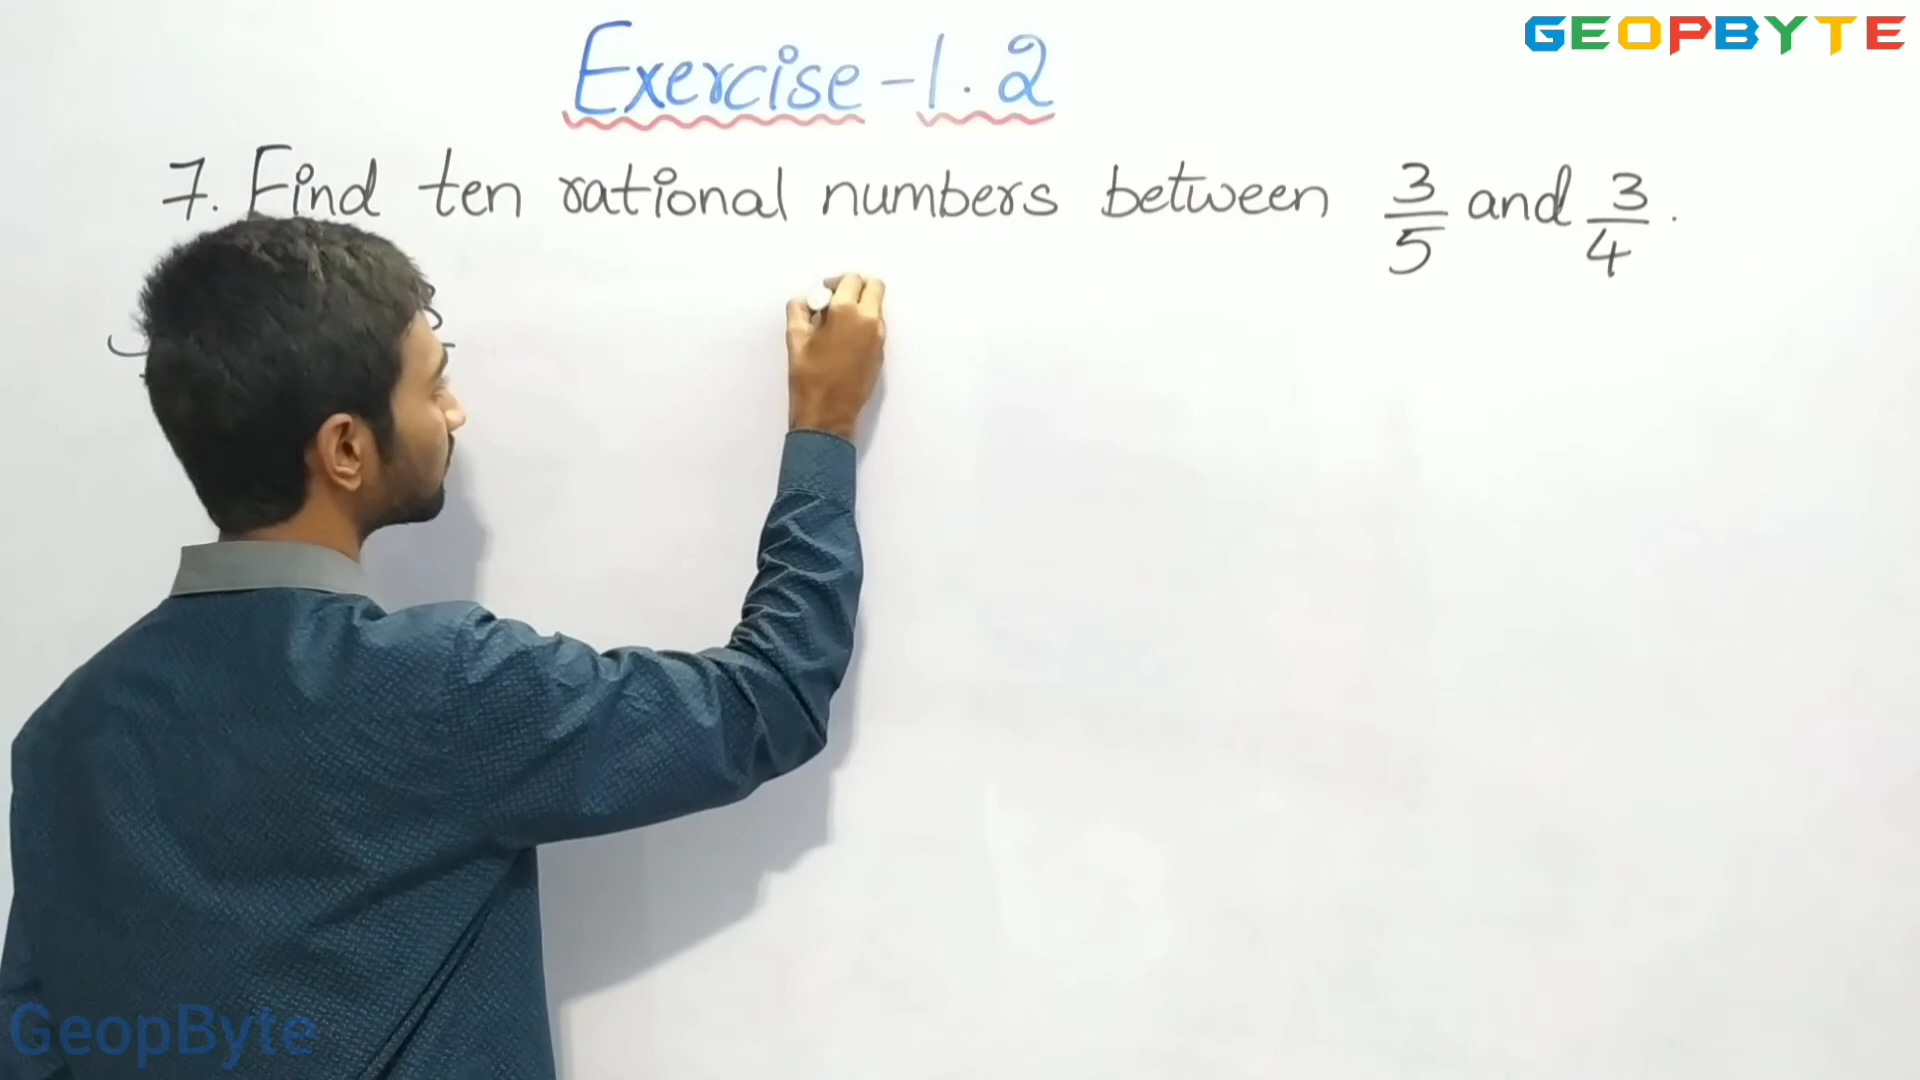 GEOPBYTE
Exercise-1.2
7. Find ten rational numbers between 3/5 and 3/4.
GeopByte